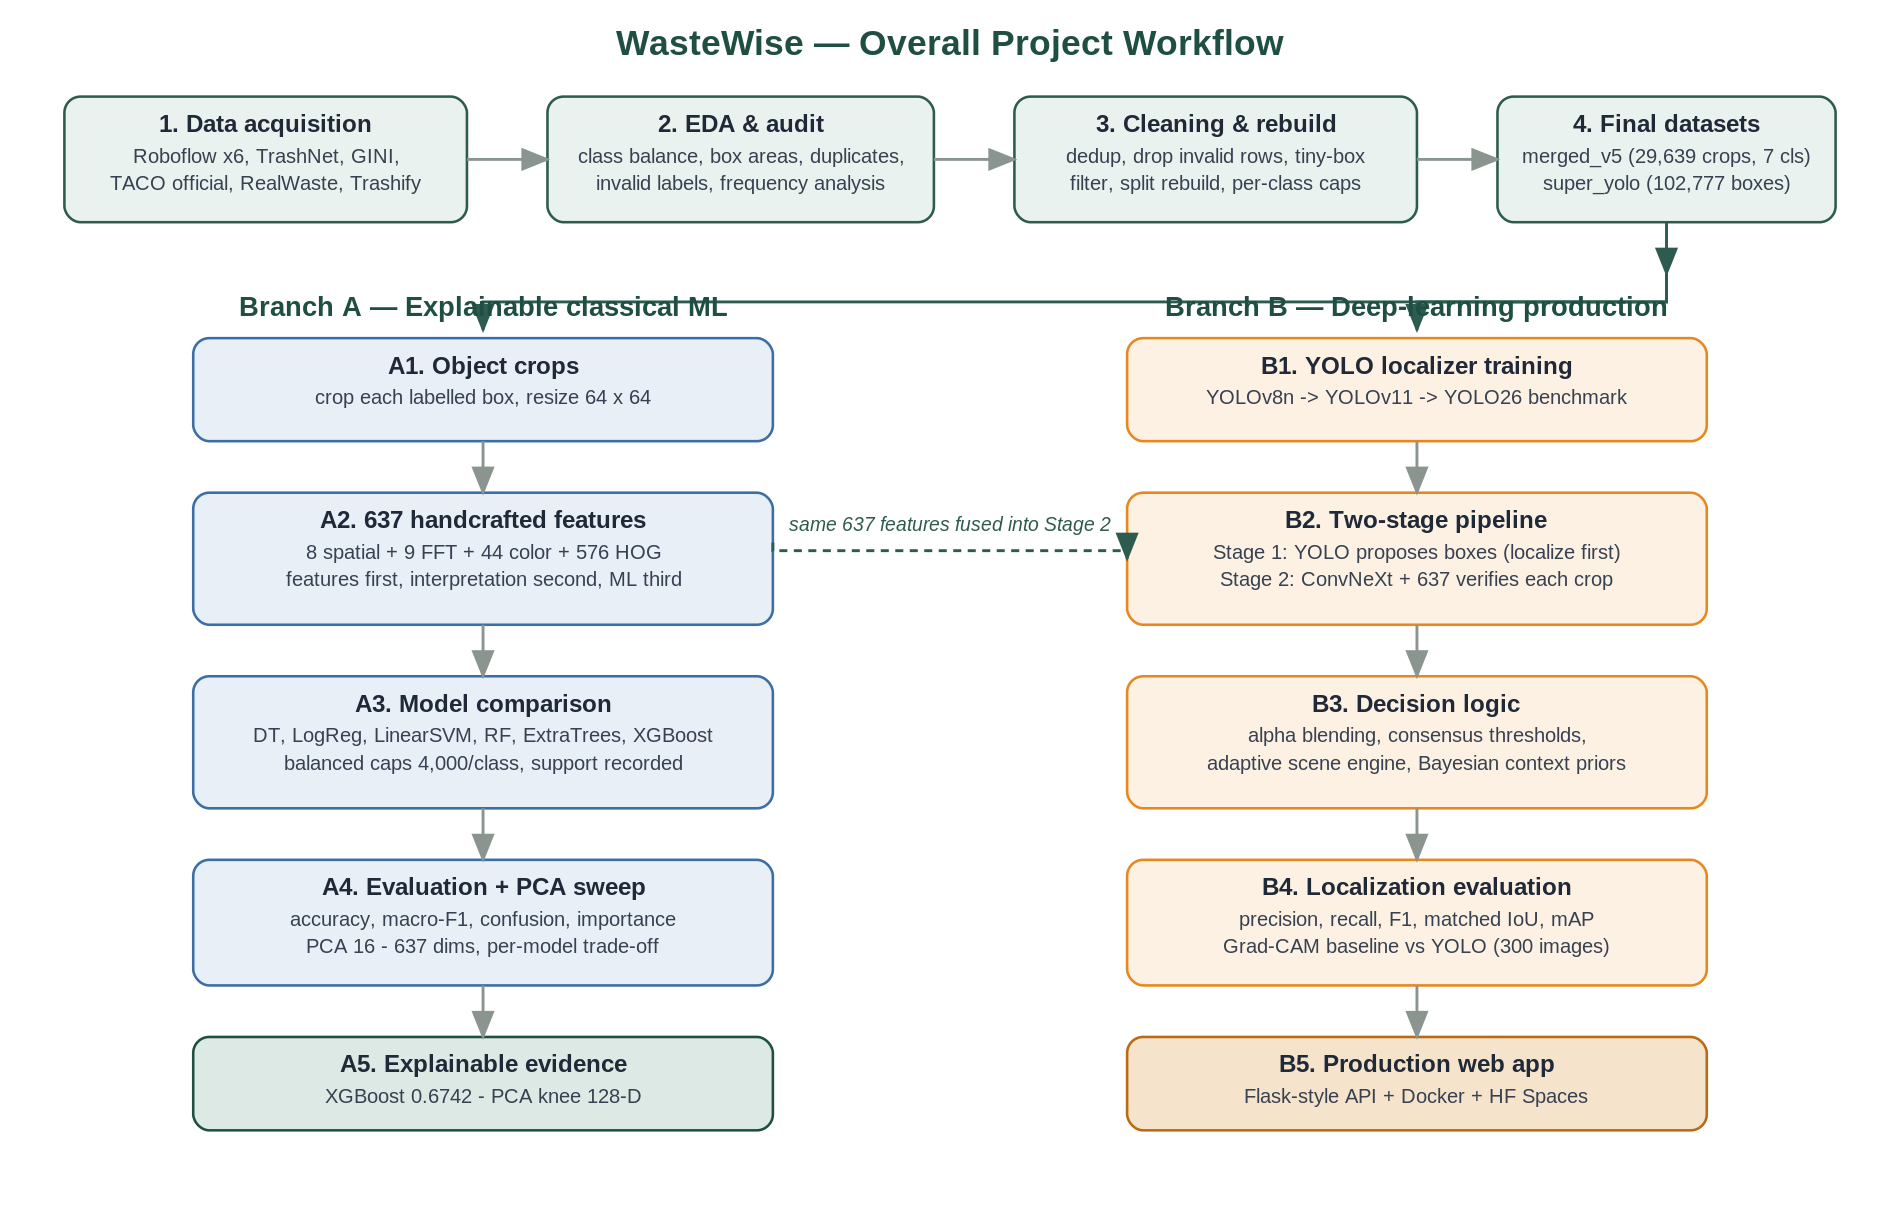 WasteWise — Overall Project Workflow
1. Data acquisition
Roboflow x6, TrashNet, GINI,
TACO official, RealWaste, Trashify
2. EDA & audit
class balance, box areas, duplicates,
invalid labels, frequency analysis
3. Cleaning & rebuild
dedup, drop invalid rows, tiny-box
filter, split rebuild, per-class caps
4. Final datasets
merged_v5 (29,639 crops, 7 cls)
super_yolo (102,777 boxes)
Branch A — Explainable classical ML
A1. Object crops
crop each labelled box, resize 64 x 64
A2. 637 handcrafted features
8 spatial + 9 FFT + 44 color + 576 HOG
features first, interpretation second, ML third
A3. Model comparison
DT, LogReg, LinearSVM, RF, ExtraTrees, XGBoost
balanced caps 4,000/class, support recorded
A4. Evaluation + PCA sweep
accuracy, macro-F1, confusion, importance
PCA 16 - 637 dims, per-model trade-off
A5. Explainable evidence
XGBoost 0.6742 - PCA knee 128-D
same 637 features fused into Stage 2
Branch B — Deep-learning production
B1. YOLO localizer training
YOLOv8n -> YOLOv11 -> YOLO26 benchmark
B2. Two-stage pipeline
Stage 1: YOLO proposes boxes (localize first)
Stage 2: ConvNeXt + 637 verifies each crop
B3. Decision logic
alpha blending, consensus thresholds,
adaptive scene engine, Bayesian context priors
B4. Localization evaluation
precision, recall, F1, matched IoU, mAP
Grad-CAM baseline vs YOLO (300 images)
B5. Production web app
Flask-style API + Docker + HF Spaces